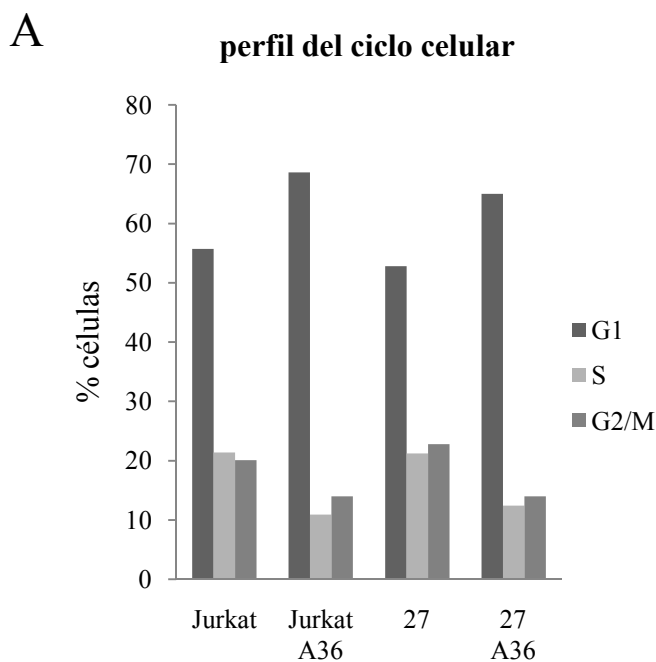 A
perfil del ciclo celular
80
70
60
50
40
30
20
10
0
% células
Jurkat
Jurkat
A36
27
27
A36
G1
S
G2/M